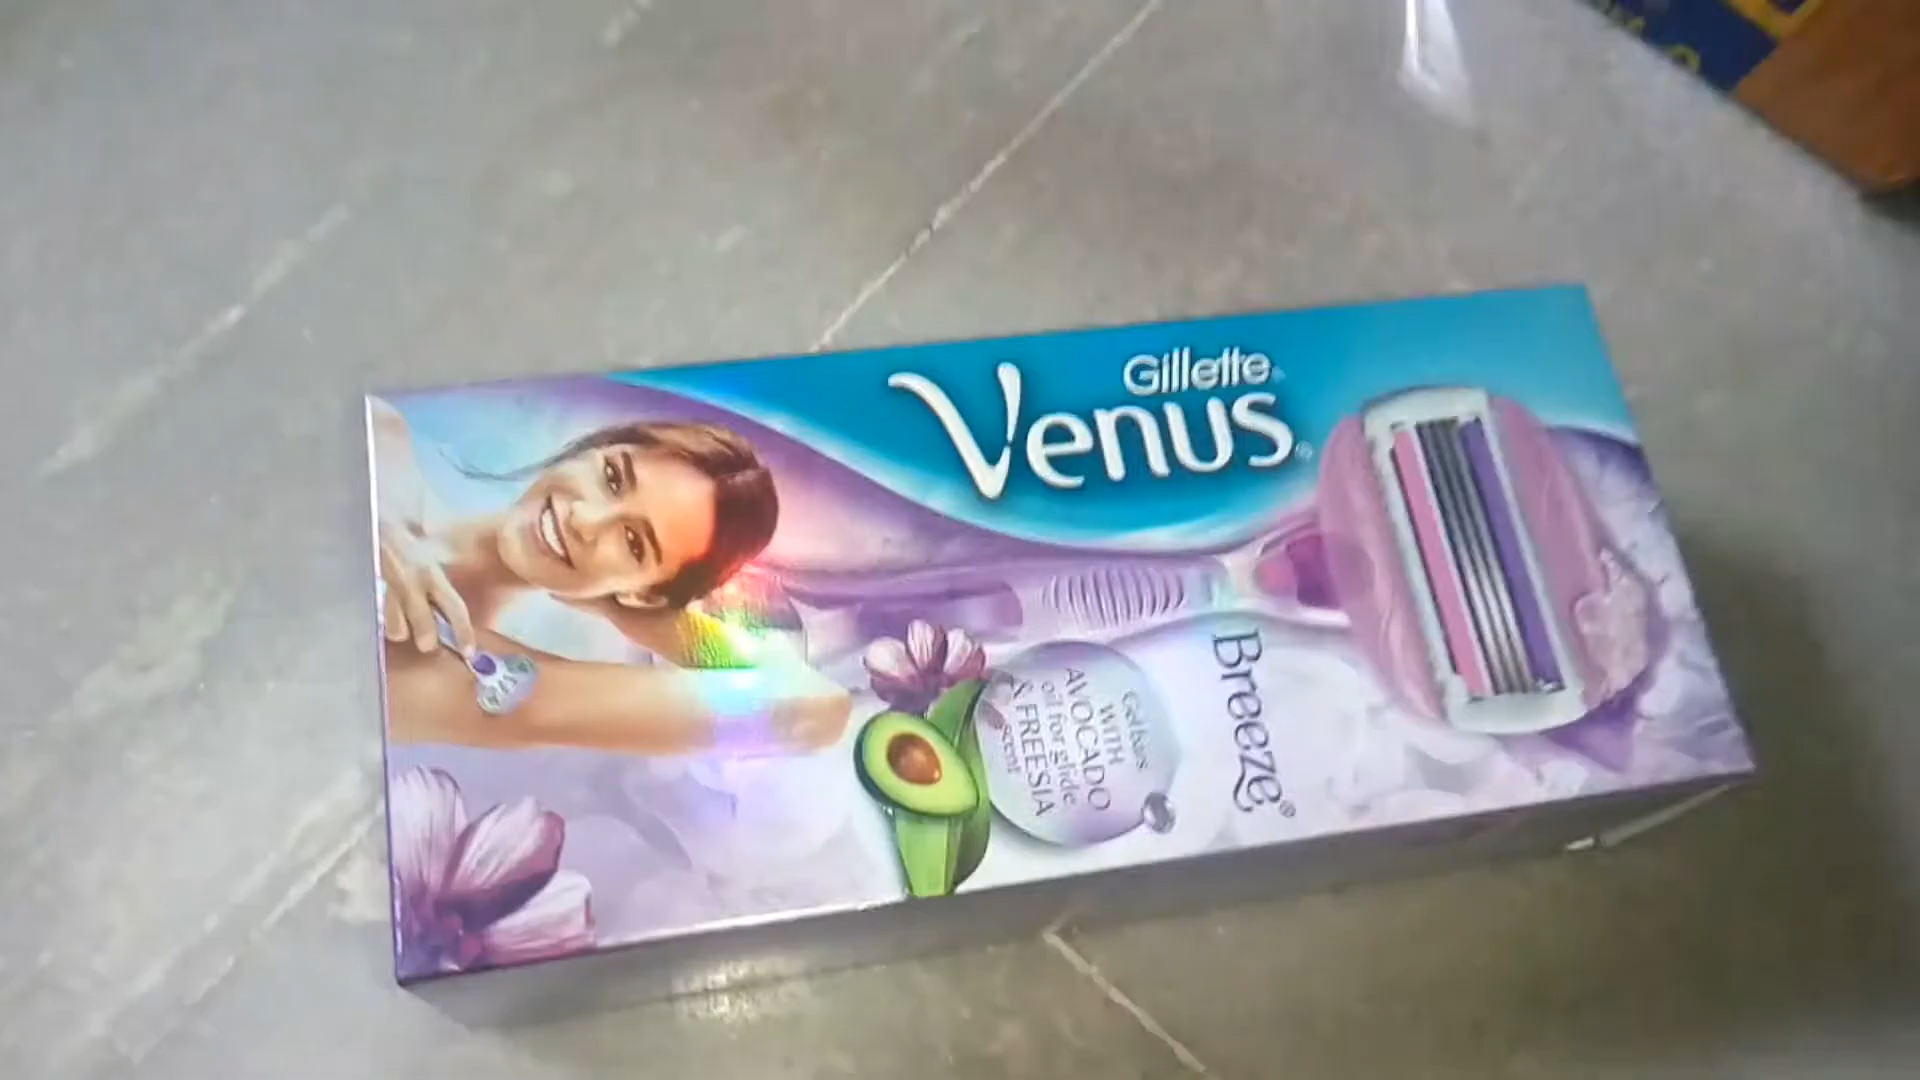 Gillette
Venus
Breeze®
Gel bars
WITH
AVOCADO
oil for glide
& FREESIA
scent